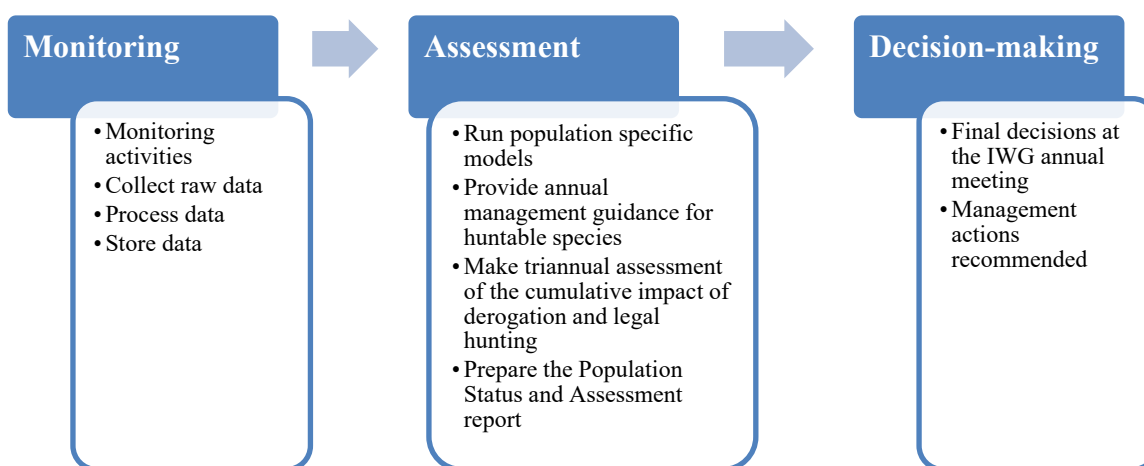 Monitoring
• Monitoring
activities
• Collect raw data
• Process data
• Store data
Assessment
• Run population specific
models
• Provide annual
management guidance for
huntable species
• Make triannual assessment
of the cumulative impact of
derogation and legal
hunting
• Prepare the Population
Status and Assessment
report
Decision-making
• Final decisions at
the IWG annual
meeting
• Management
actions
recommended